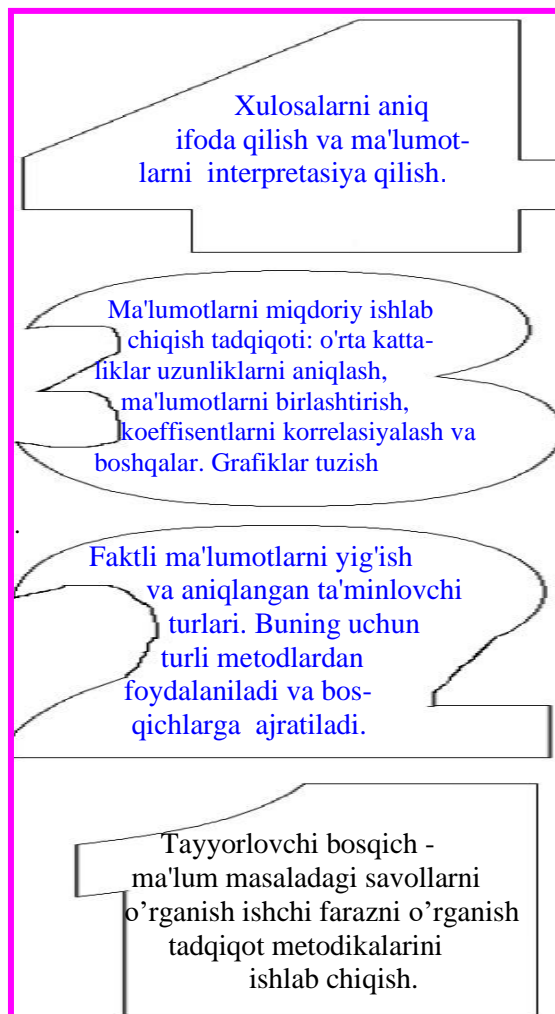 Xulosalarni aniq
ifoda qilish va ma'lumot-
larni interpretasiya qilish.
Ma'lumotlarni miqdoriy ishlab
chiqish tadqiqoti: o'rta katta-
liklar uzunliklarni aniqlash,
ma'lumotlarni birlashtirish,
koeffisentlarni korrelasiyalash va
boshqalar. Grafiklar tuzish
.
Faktli ma'lumotlarni yig'ish
va aniqlangan ta'minlovchi
turlari. Buning uchun
turli metodlardan
foydalaniladi va bos-
qichlarga ajratiladi.
Tayyorlovchi bosqich -
ma'lum masaladagi savollarni
o’rganish ishchi farazni o’rganish
tadqiqot metodikalarini
ishlab chiqish.